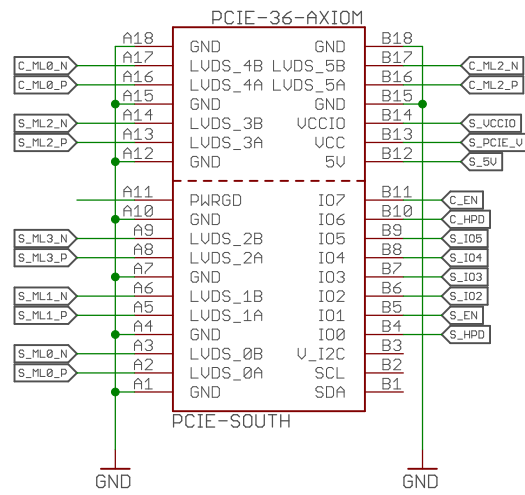 PCIE-36-AXIOM
A18 GND GND B18
C_ML0_N A17 LVDS_4B LVDS_5B B17 C_ML2_N
C_ML0_P A16 LVDS_4A LVDS_5A B16 C_ML2_P
A15 GND GND B15
S_ML2_N A14 LVDS_3B VCCIO B14 S_VCCIO
S_ML2_P A13 LVDS_3A VCC B13 S_PCIE_V
A12 GND 5V B12 S_5V
A11 PWRGD IO7 B11 C_EN
A10 GND IO6 B10 C_HPD
S_ML3_N A9 LVDS_2B IO5 B9 S_IO5
S_ML3_P A8 LVDS_2A IO4 B8 S_IO4
A7 GND IO3 B7 S_IO3
S_ML1_N A6 LVDS_1B IO2 B6 S_IO2
S_ML1_P A5 LVDS_1A IO1 B5 S_EN
A4 GND IO0 B4 S_HPD
S_ML0_N A3 LVDS_0B V_I2C B3
S_ML0_P A2 LVDS_0A SCL B2
A1 GND SDA B1
PCIE-SOUTH
GND GND